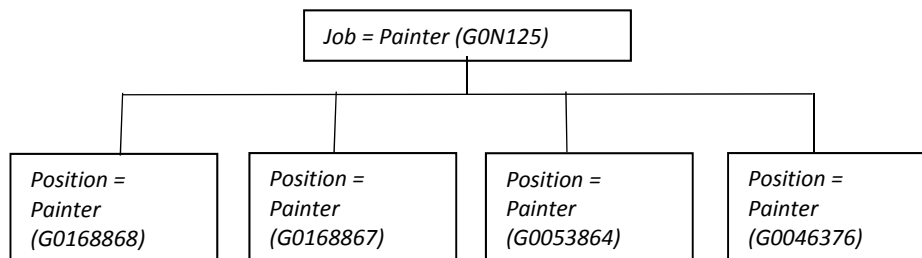 Job = Painter (G0N125)
Position =
Painter
(G0168868)
Position =
Painter
(G0168867)
Position =
Painter
(G0053864)
Position =
Painter
(G0046376)